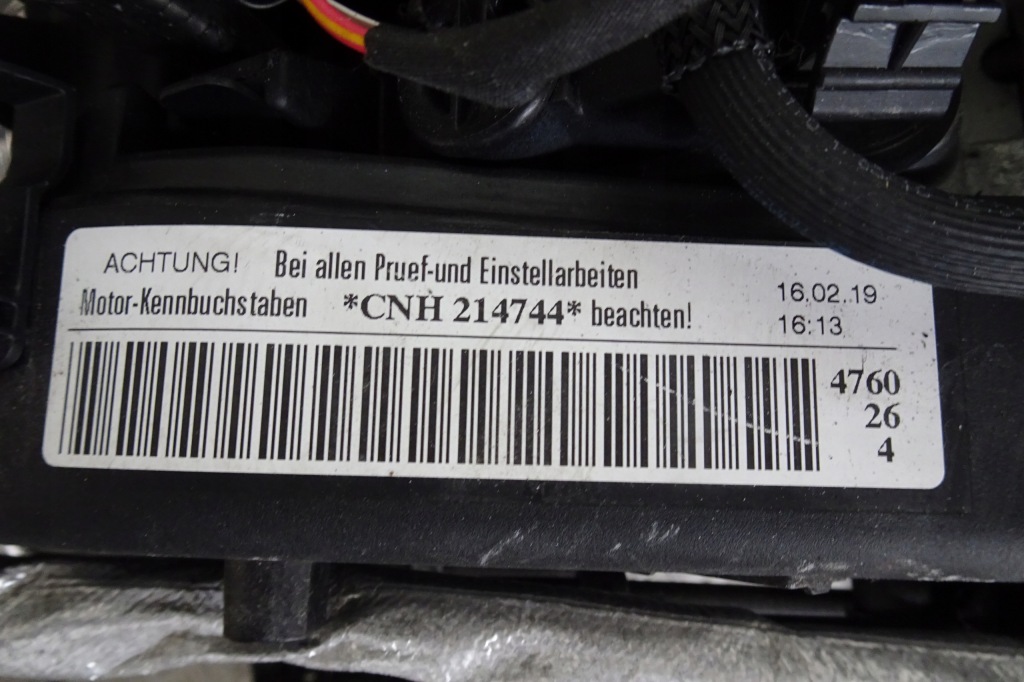 ACHTUNG! Bei allen Pruef-und Einstellarbeiten
Motor-Kennbuchstaben *CNH 214744* beachten!
16.02.19
16:13
4760
26
4